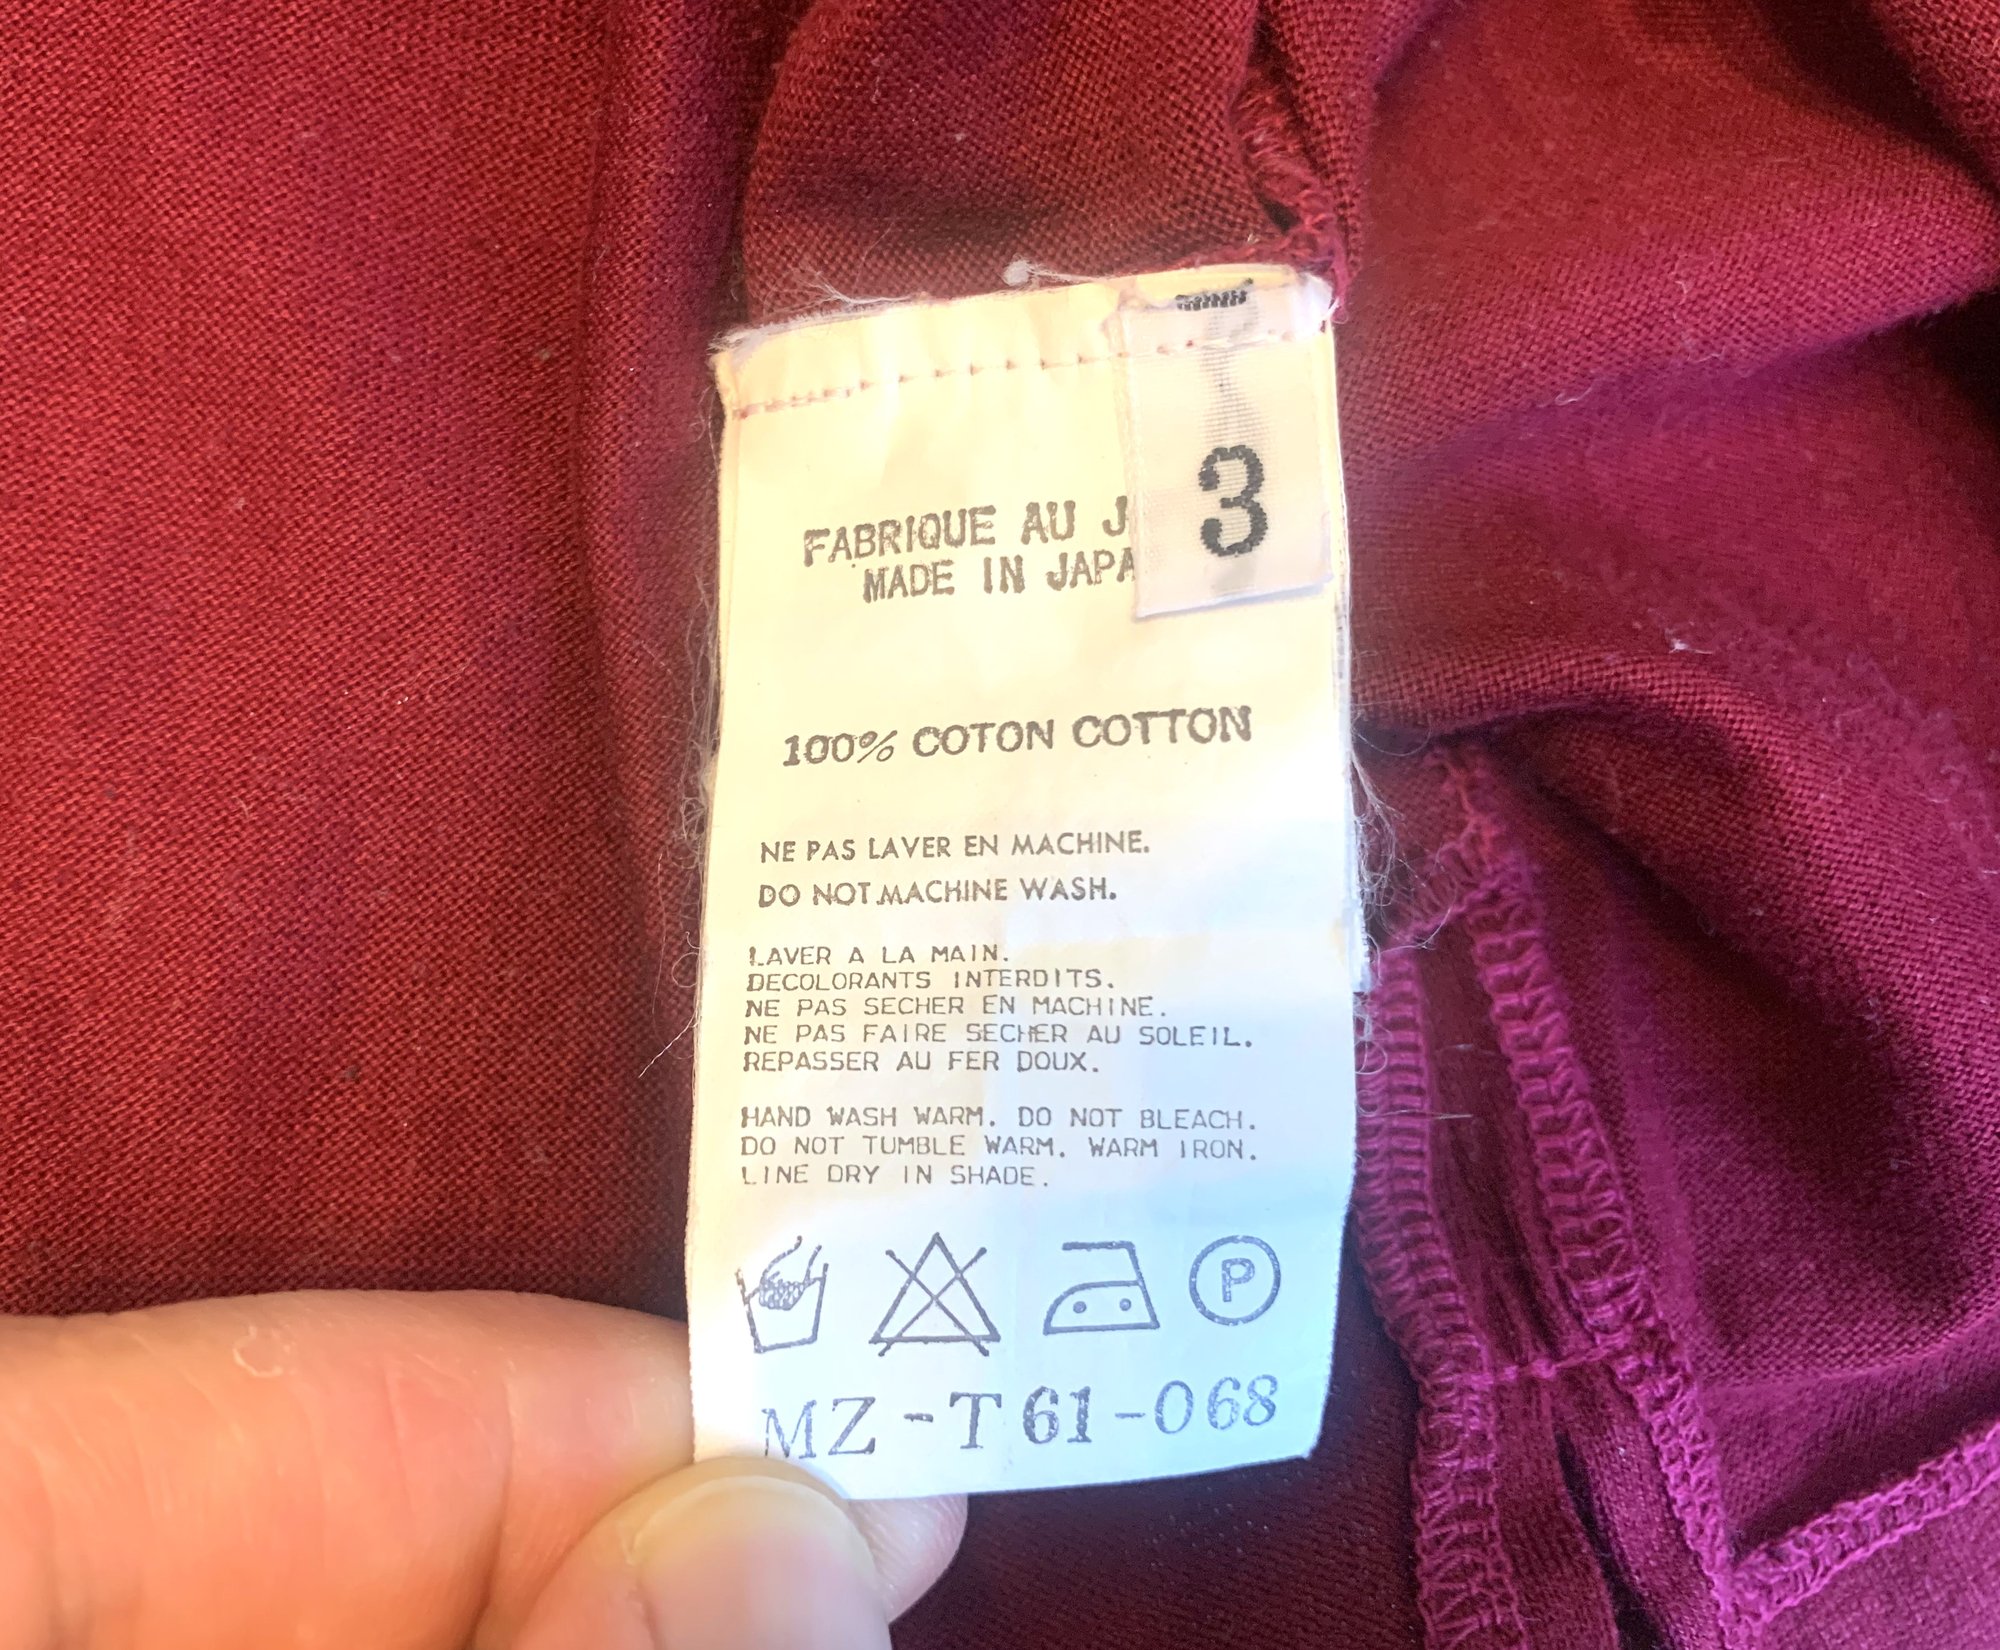 3
FABRIQUE AU J
MADE IN JAPA
100% COTON COTTON
NE PAS LAVER EN MACHINE.
DO NOT MACHINE WASH.
LAVER A LA MAIN.
DECOLORANTS INTERDITS.
NE PAS SECHER EN MACHINE.
NE PAS FAIRE SECHER AU SOLEIL.
REPASSER AU FER DOUX.
HAND WASH WARM. DO NOT BLEACH.
DO NOT TUMBLE WARM. WARM IRON.
LINE DRY IN SHADE.
P
MZ-T61-068